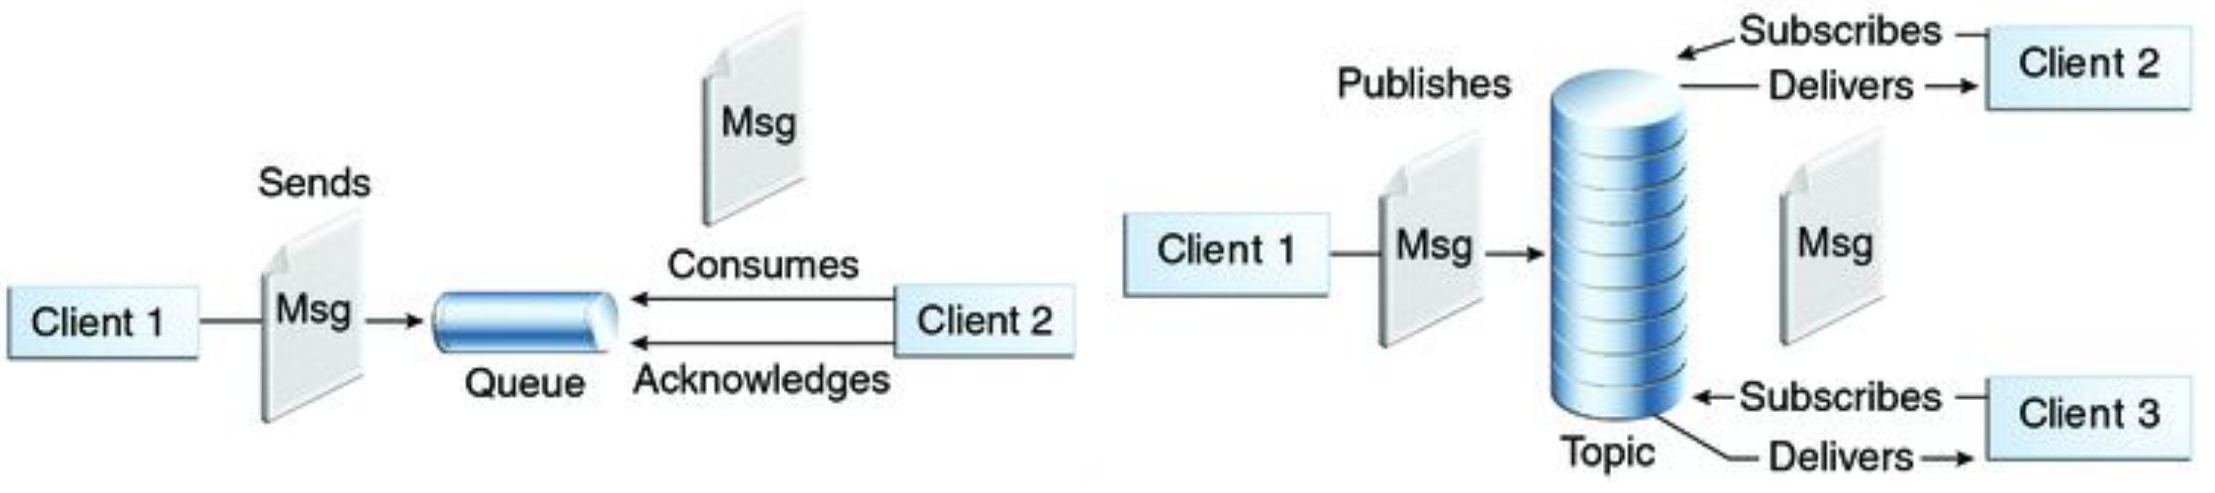 Msg
Sends
Client 1
Msg
Queue
Consumes
Acknowledges
Client 2
Publishes
Client 1
Msg
Topic
Subscribes
Delivers
Client 2
Msg
Subscribes
Delivers
Client 3